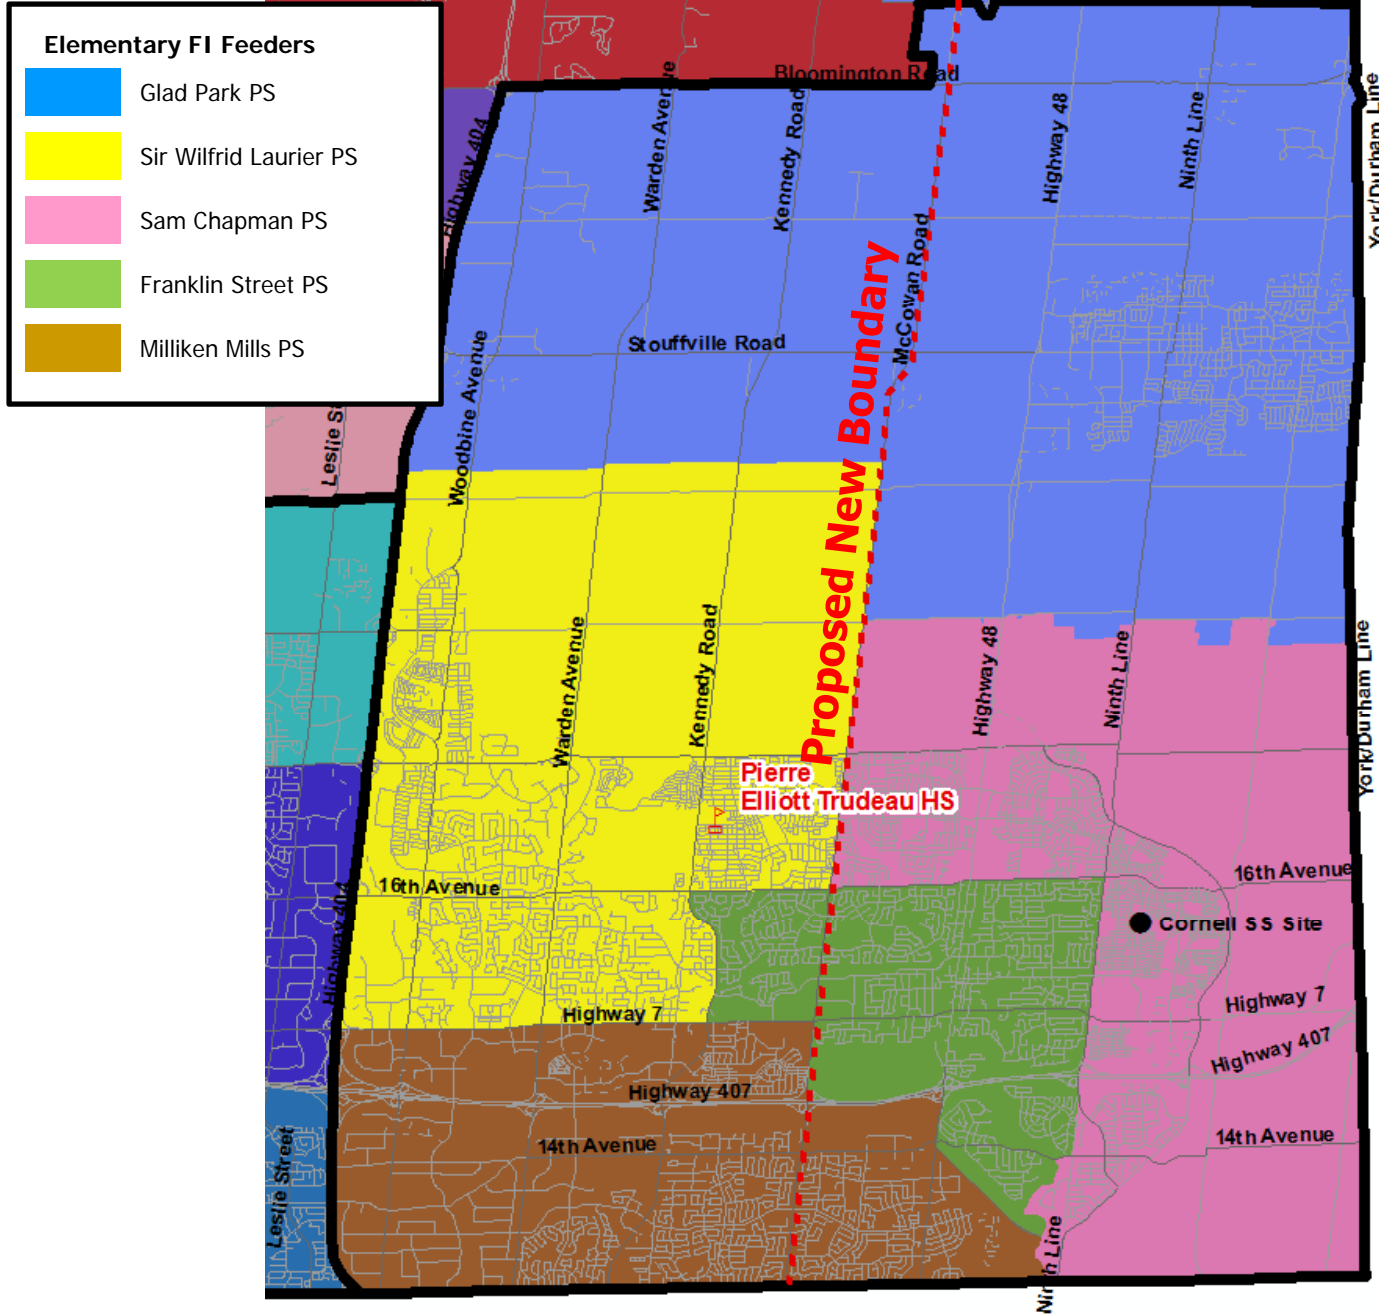 Elementary FI Feeders
Glad Park PS
Sir Wilfrid Laurier PS
Sam Chapman PS
Franklin Street PS
Milliken Mills PS
Bloomington Road
Highway 404
Warden Avenue
Kennedy Road
Highway 48
Ninth Line
York/Durham Line
McCowan Road
Stouffville Road
Woodbine Avenue
Proposed New Boundary
Warden Avenue
Kennedy Road
Highway 48
Ninth Line
York/Durham Line
Pierre
Elliott Trudeau HS
16th Avenue
16th Avenue
Highway 404
Cornell SS Site
Highway 7
Highway 7
Highway 407
Highway 407
14th Avenue
14th Avenue
Leslie Street
Ninth Line